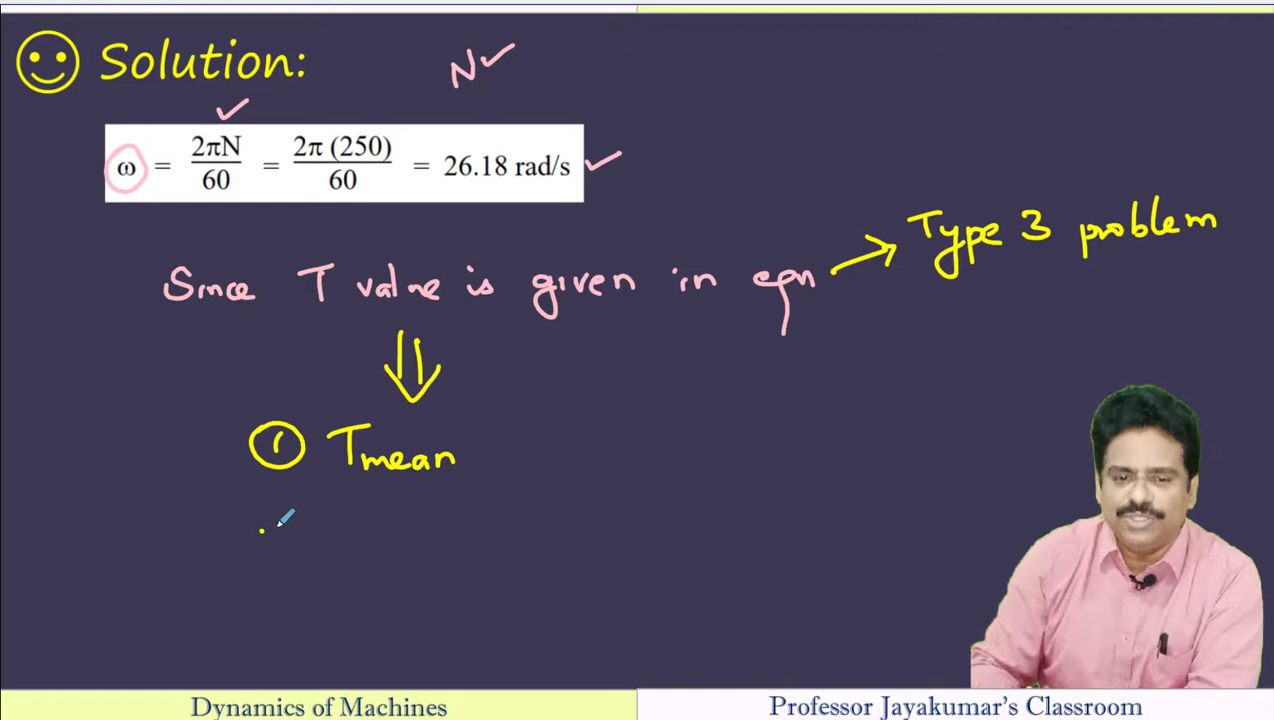 Solution:
N✓
ω = 2πN/60 = 2π (250)/60 = 26.18 rad/s
Type 3 problem
Since T value is given in eqn
① Tmean
Dynamics of Machines
Professor Jayakumar's Classroom